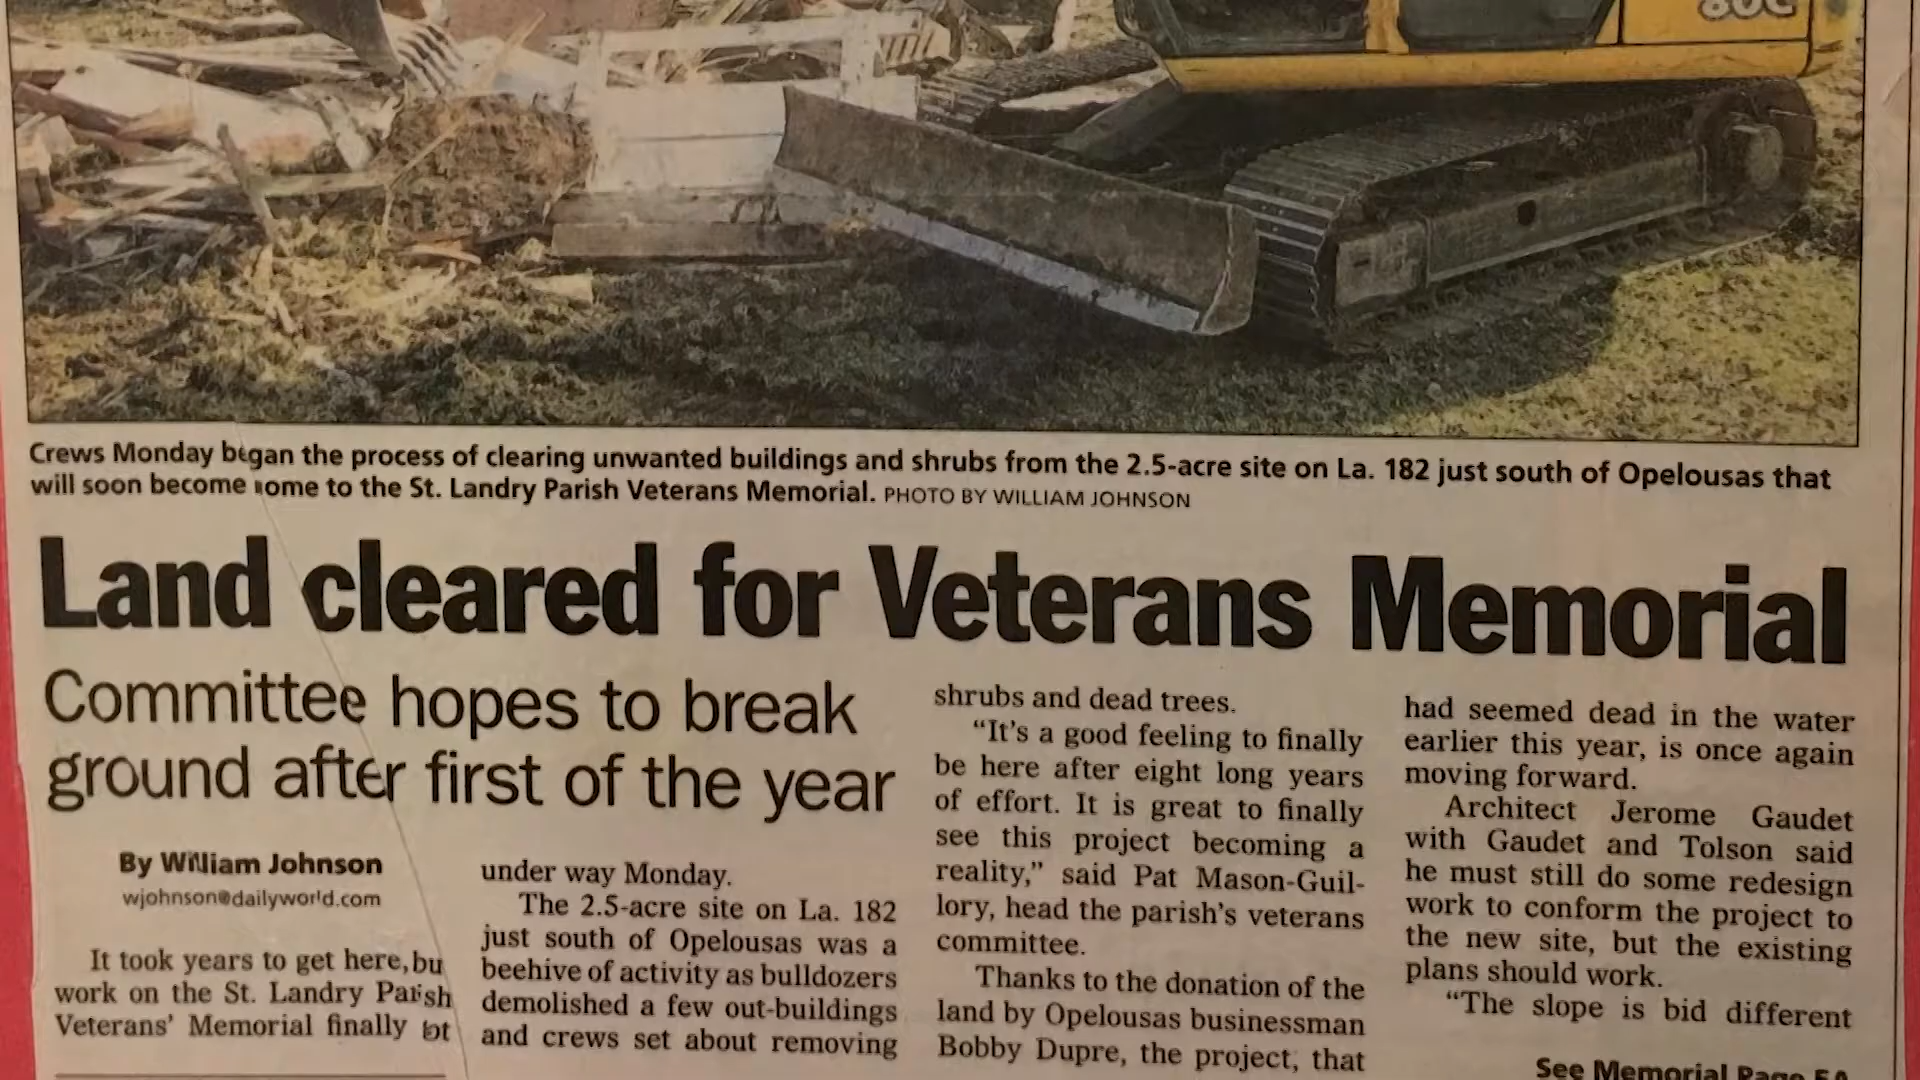 80C
Crews Monday began the process of clearing unwanted buildings and shrubs from the 2.5-acre site on La. 182 just south of Opelousas that
will soon become ome to the St. Landry Parish Veterans Memorial. PHOTO BY WILLIAM JOHNSON
Land cleared for Veterans Memorial
Committee hopes to break
ground after first of the year
By William Johnson
wjohnson@dailyworld.com
It took years to get here, bu
work on the St. Landry Parish
Veterans' Memorial finally ot
under way Monday.
The 2.5-acre site on La. 182
just south of Opelousas was a
beehive of activity as bulldozers
demolished a few out-buildings
and crews set about removing
shrubs and dead trees.
“It's a good feeling to finally
be here after eight long years
of effort. It is great to finally
see this project becoming a
reality,” said Pat Mason-Guil-
lory, head the parish's veterans
committee.
Thanks to the donation of the
land by Opelousas businessman
Bobby Dupre, the project, that
had seemed dead in the water
earlier this year, is once again
moving forward.
Architect Jerome Gaudet
with Gaudet and Tolson said
he must still do some redesign
work to conform the project to
the new site, but the existing
plans should work.
“The slope is bid different
See Memorial Page 5A